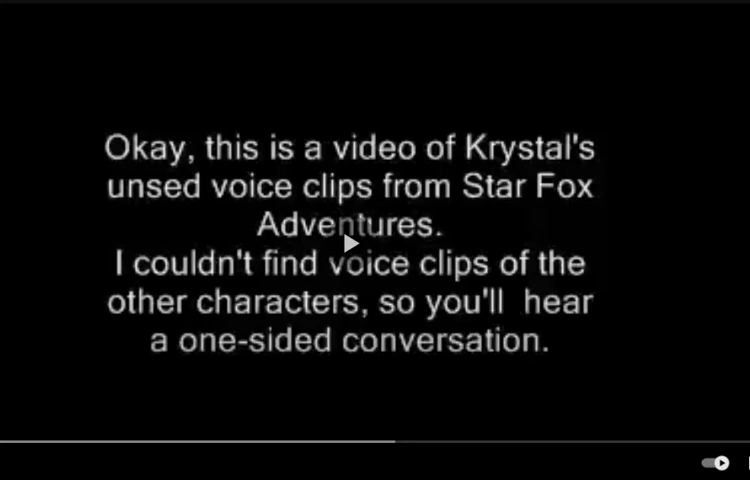 Okay, this is a video of Krystal's
unsed voice clips from Star Fox
Adventures.
I couldn't find voice clips of the
other characters, so you'll  hear
a one-sided conversation.